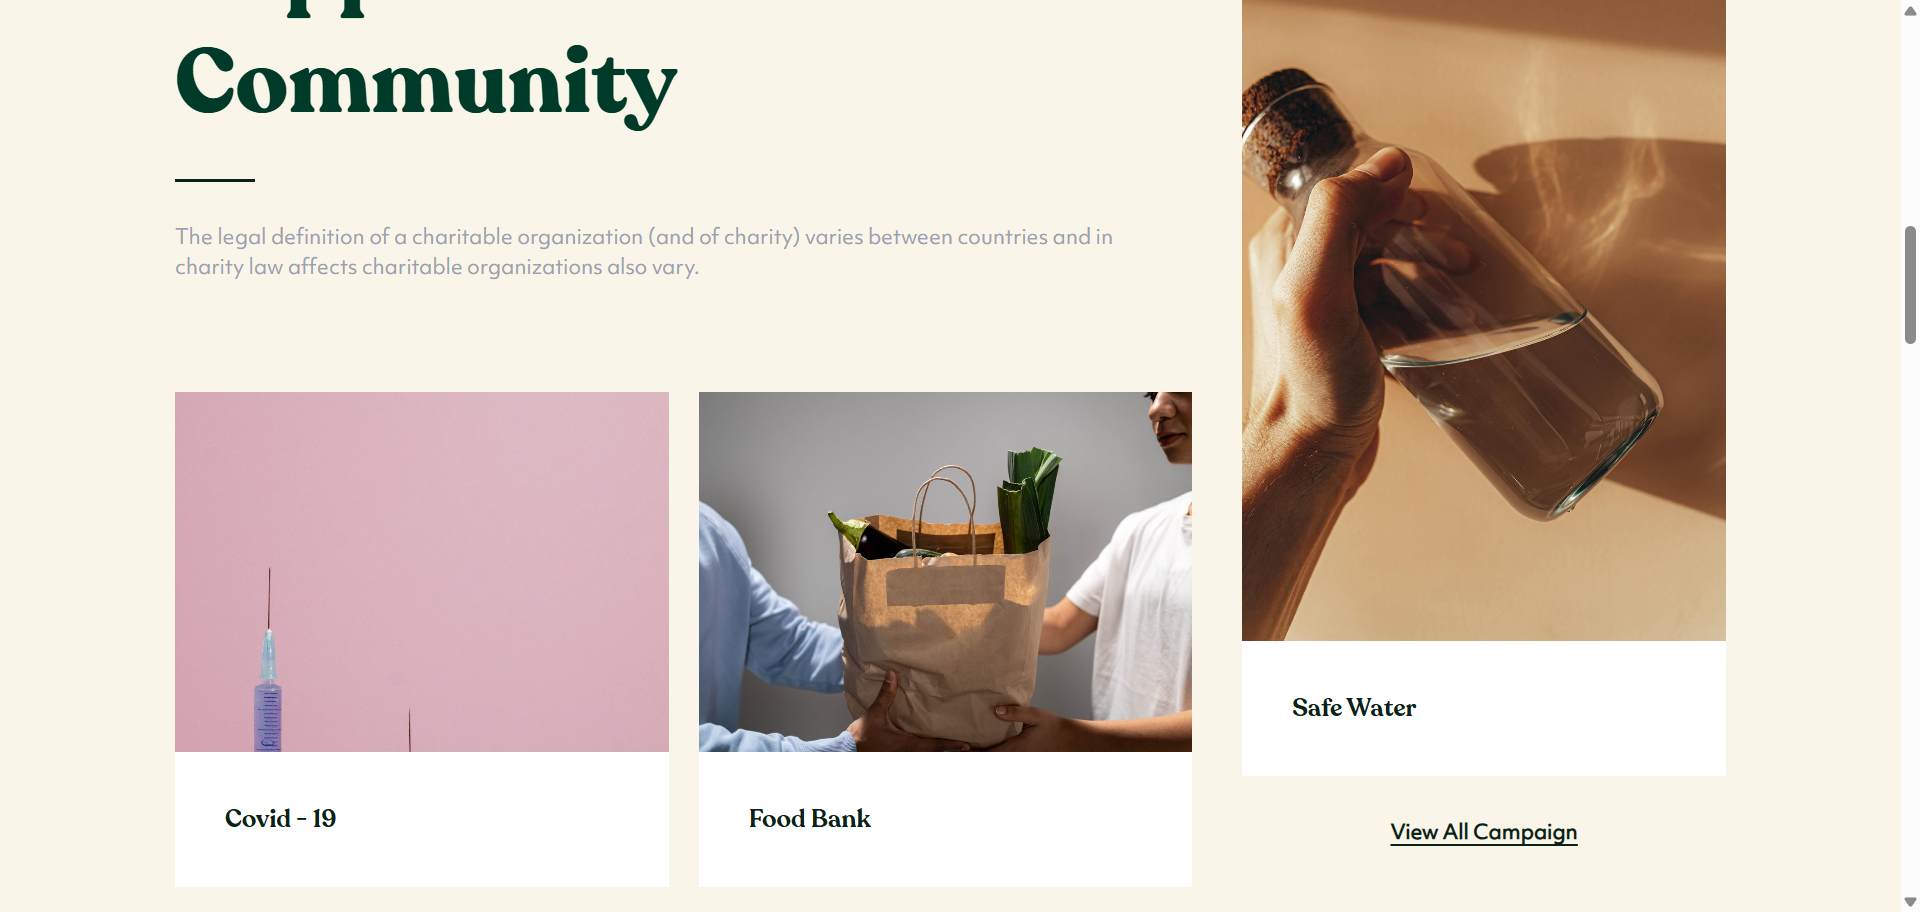 Community
The legal definition of a charitable organization (and of charity) varies between countries and in
charity law affects charitable organizations also vary.
Covid - 19
Food Bank
Safe Water
View All Campaign